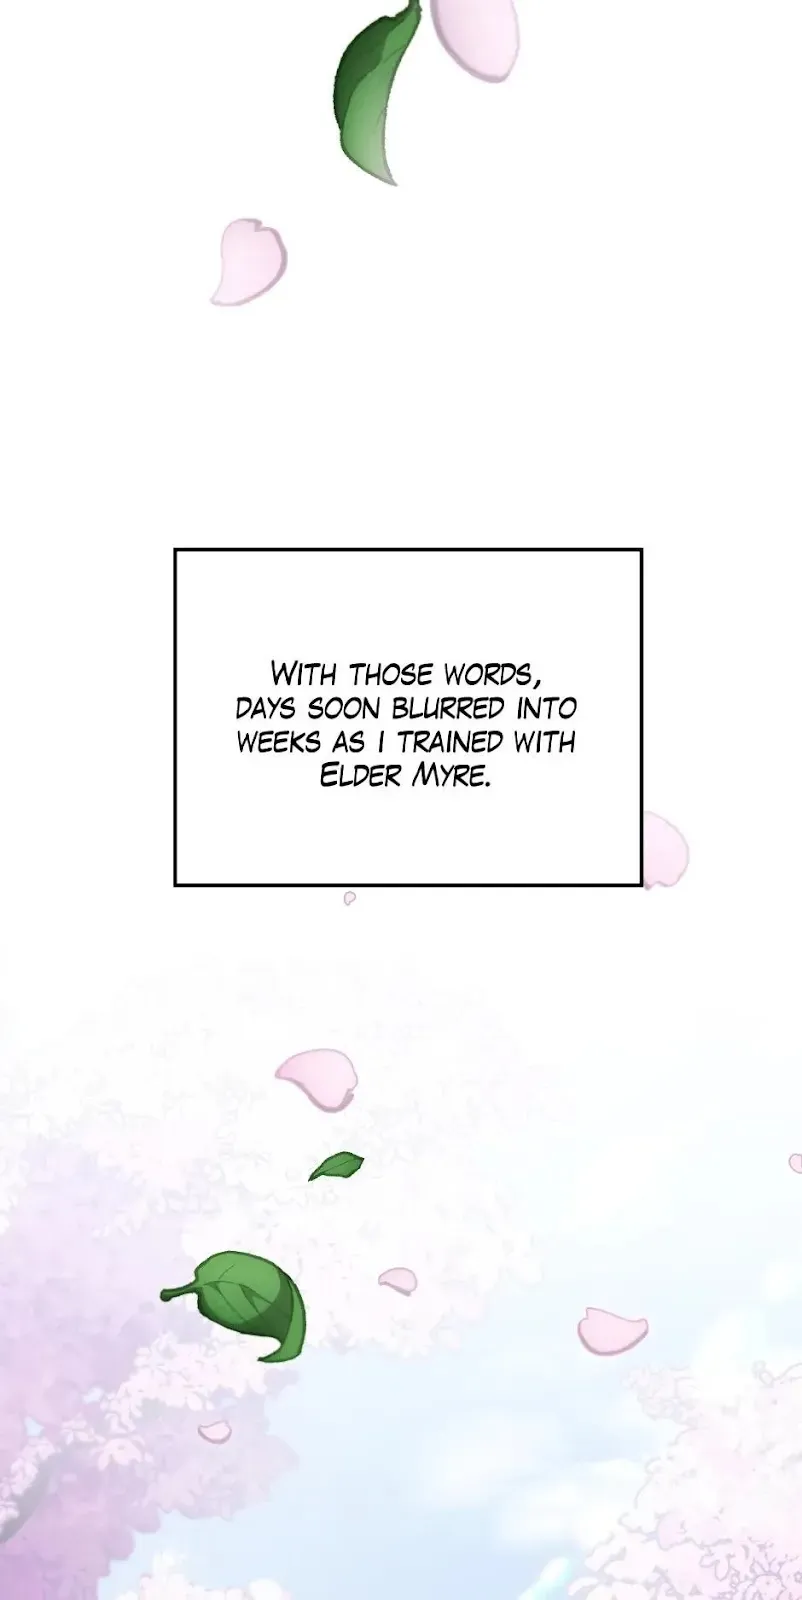 WITH THOSE WORDS,
DAYS SOON BLURRED INTO
WEEKS AS I TRAINED WITH
ELDER MYRE.